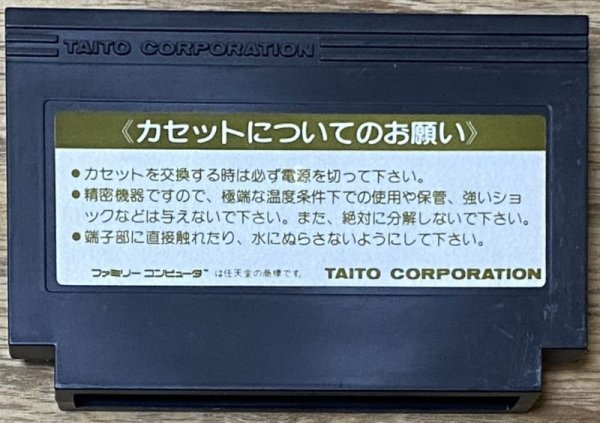 TAITO CORPORATION
《カセットについてのお願い》
●カセットを交換する時は必ず電源を切って下さい。
●精密機器ですので、極端な温度条件下での使用や保管、強いショ
ックなどは与えないで下さい。また、絶対に分解しないで下さい。
●端子部に直接触れたり、水にぬらさないようにして下さい。
ファミリーコンピュータ™ は任天堂の商標です。 TAITO CORPORATION